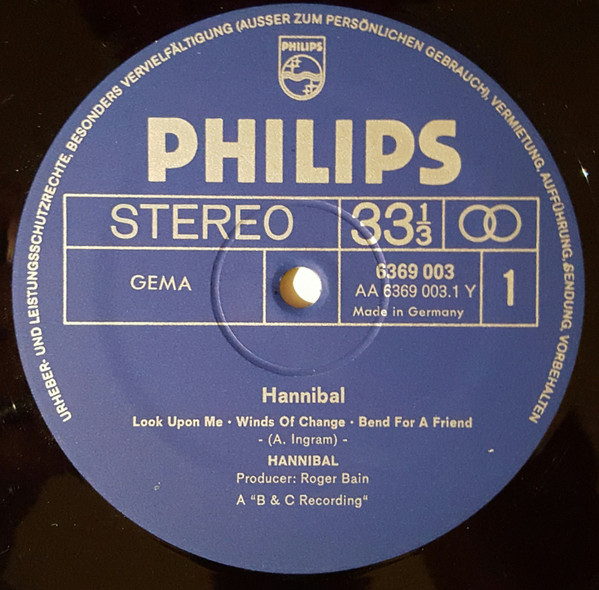 URHEBER- UND LEISTUNGSSCHUTZRECHTE, BESONDERS VERVIELFÄLTIGUNG (AUSSER ZUM PERSÖNLICHEN GEBRAUCH), VERMIETUNG, AUFFÜHRUNG, SENDUNG, VORBEHALTEN
PHILIPS
PHILIPS
STEREO 33 1/3
GEMA
6369 003
AA 6369 003.1 Y
Made in Germany
1
Hannibal
Look Upon Me · Winds Of Change · Bend For A Friend
- (A. Ingram) -
HANNIBAL
Producer: Roger Bain
A "B & C Recording"